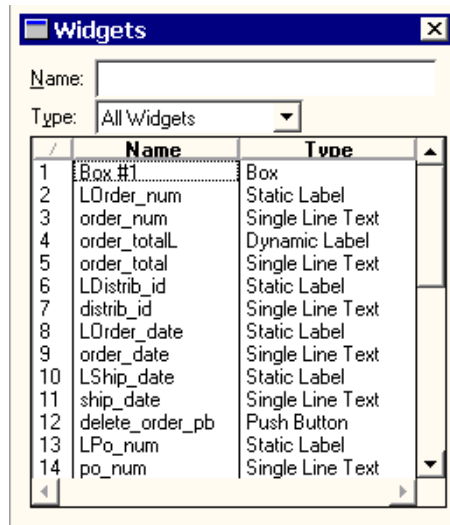 Widgets
Name:
Type: All Widgets
/ Name Type
1 Box #1 Box
2 LOrder_num Static Label
3 order_num Single Line Text
4 order_totalL Dynamic Label
5 order_total Single Line Text
6 LDistrib_id Static Label
7 distrib_id Single Line Text
8 LOrder_date Static Label
9 order_date Single Line Text
10 LShip_date Static Label
11 ship_date Single Line Text
12 delete_order_pb Push Button
13 LPo_num Static Label
14 po_num Single Line Text